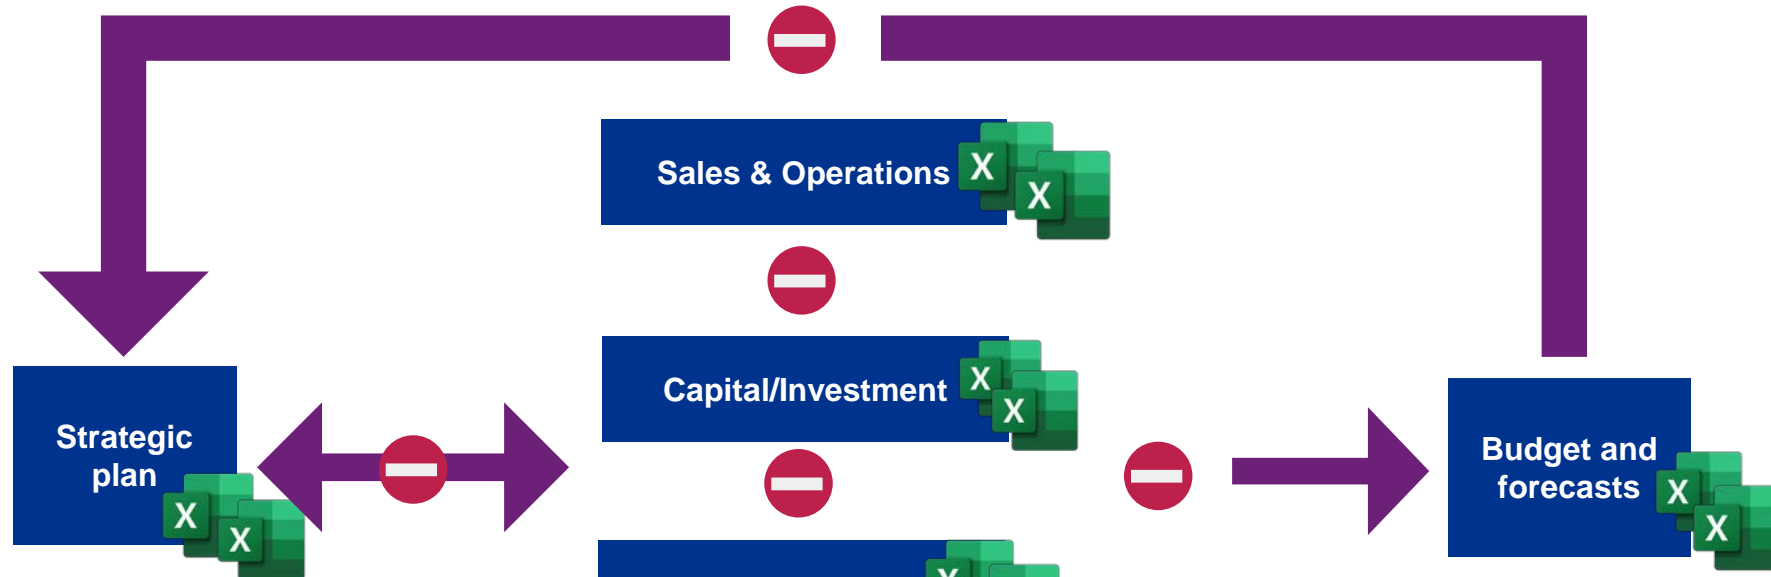 Sales & Operations
X
X
Capital/Investment
X
X
Strategic
plan
X
X
Budget and
forecasts
X
X
X